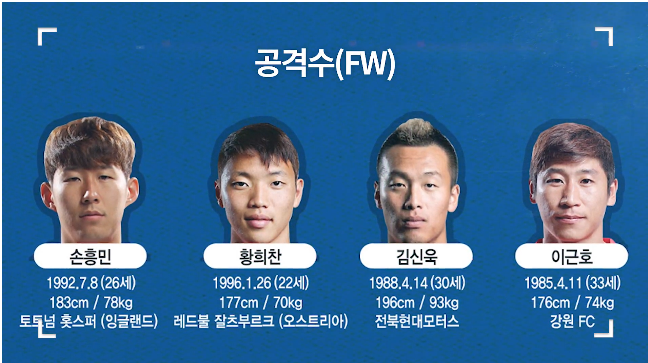 공격수(FW)
손흥민
1992.7.8 (26세)
183cm / 78kg
토트넘 홋스퍼 (잉글랜드)
황희찬
1996.1.26 (22세)
177cm / 70kg
레드불 잘츠부르크 (오스트리아)
김신욱
1988.4.14 (30세)
196cm / 93kg
전북현대모터스
이근호
1985.4.11 (33세)
176cm / 74kg
강원 FC